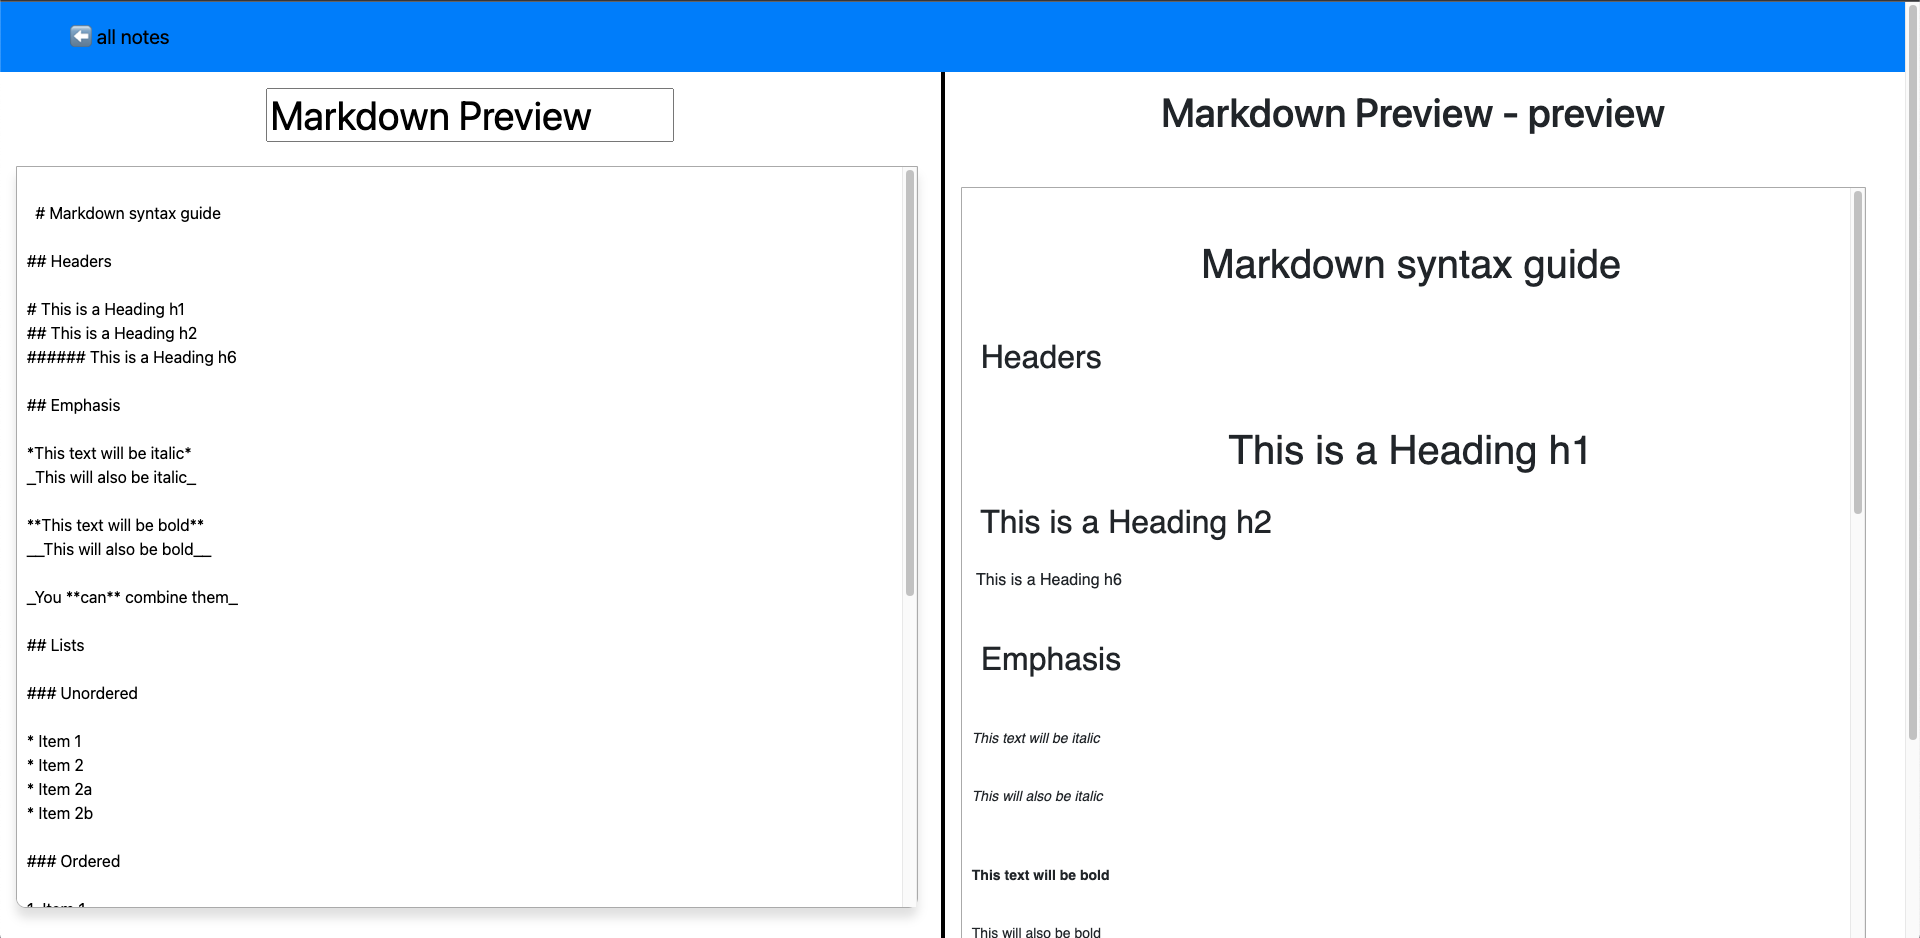 ⬅️ all notes
Markdown Preview
# Markdown syntax guide
## Headers
# This is a Heading h1
## This is a Heading h2
###### This is a Heading h6
## Emphasis
*This text will be italic*
_This will also be italic_
**This text will be bold**
__This will also be bold__
_You **can** combine them_
## Lists
### Unordered
* Item 1
* Item 2
* Item 2a
* Item 2b
### Ordered
1. Item 1
Markdown Preview - preview
Markdown syntax guide
Headers
This is a Heading h1
This is a Heading h2
This is a Heading h6
Emphasis
This text will be italic
This will also be italic
This text will be bold
This will also be bold